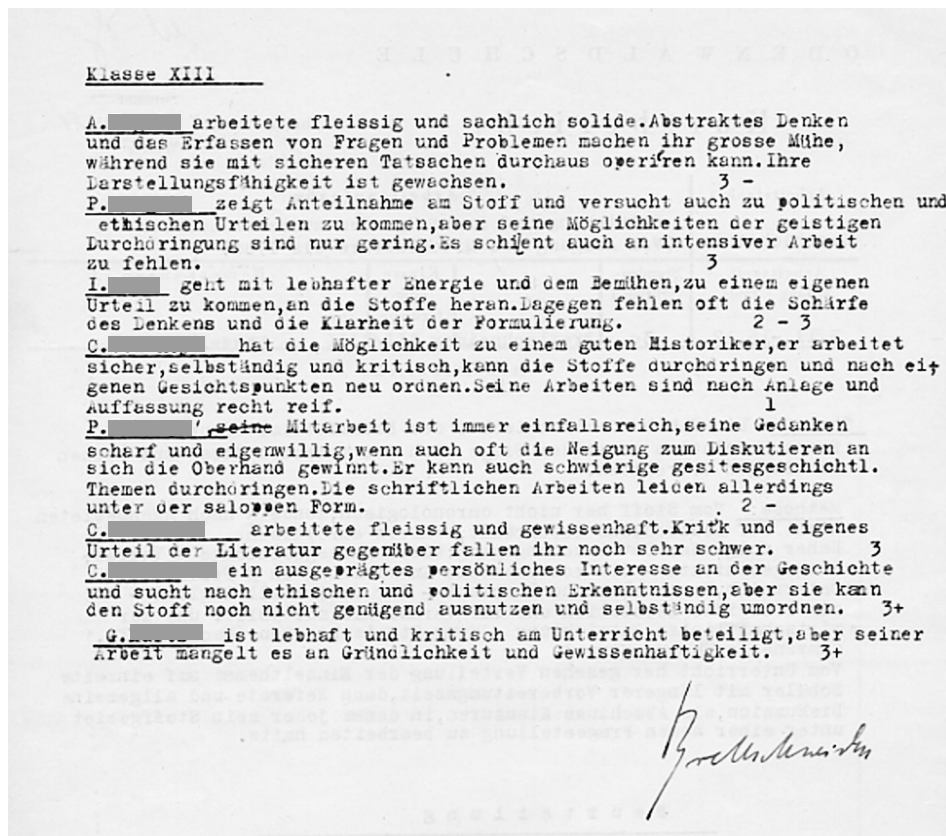 Klasse XIII
A. arbeitete fleissig und sachlich solide.Abstraktes Denken
und das Erfassen von Fragen und Problemen machen ihr grosse Mühe,
während sie mit sicheren Tatsachen durchaus operiren kann.Ihre
Darstellungsfähigkeit ist gewachsen. 3 -
P. zeigt Anteilnahme am Stoff und versucht auch zu politischen und
ethischen Urteilen zu kommen,aber seine Möglichkeiten der geistigen
Durchdringung sind nur gering.Es scheint auch an intensiver Arbeit
zu fehlen. 3
I. geht mit lebhafter Energie und dem Bemühen,zu einem eigenen
Urteil zu kommen,an die Stoffe heran.Dagegen fehlen oft die Schärfe
des Denkens und die Klarheit der Formulierung. 2 - 3
C. hat die Möglichkeit zu einem guten Historiker,er arbeitet
sicher,selbständig und kritisch,kann die Stoffe durchdringen und nach ei-
genen Gesichtspunkten neu ordnen.Seine Arbeiten sind nach Anlage und
Auffassung recht reif. 1
P. ' seine Mitarbeit ist immer einfallsreich,seine Gedanken
scharf und eigenwillig,wenn auch oft die Neigung zum Diskutieren an
sich die Oberhand gewinnt.Er kann auch schwierige gesitesgeschichtl.
Themen durchdringen.Die schriftlichen Arbeiten leiden allerdings
unter der saloppen Form. 2
C. arbeitete fleissig und gewissenhaft.Kritk und eigenes
Urteil der Literatur gegenüber fallen ihr noch sehr schwer. 3
C. ein ausgeprägtes persönliches Interesse an der Geschichte
und sucht nach ethischen und politischen Erkenntnissen,aber sie kann
den Stoff noch nicht genügend ausnutzen und selbständig umordnen. 3+
G. ist lebhaft und kritisch am Unterricht beteiligt,aber seiner
Arbeit mangelt es an Gründlichkeit und Gewissenhaftigkeit. 3+